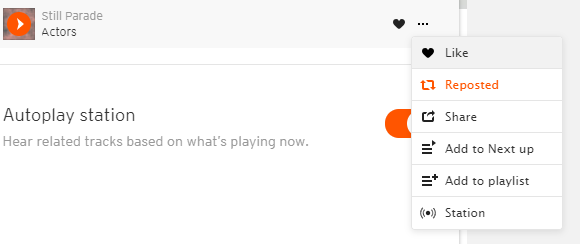 Still Parade
Actors
Like
Reposted
Share
Add to Next up
Add to playlist
Station
Autoplay station
Hear related tracks based on what's playing now.